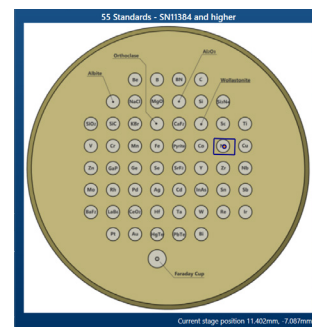 55 Standards - SN11384 and higher
Al₂O₃
Orthoclase
Albite
Wollastonite
Be B BN C
NaCl MgO Si Si₃N₄
SiO₂ SiC KBr CaF₂ Sc Ti
V Cr Mn Fe Co Cu
Zn GaP Ge Se SrF₂ Y Zr Nb
Mo Rh Pd Ag Cd InAs Sn Sb
BaF₂ LaB₆ CeO₂ Hf Ta W Re Ir
Pt Au HgTe PbTe Bi
Faraday Cup
Current stage position 11.402mm, -7.087mm